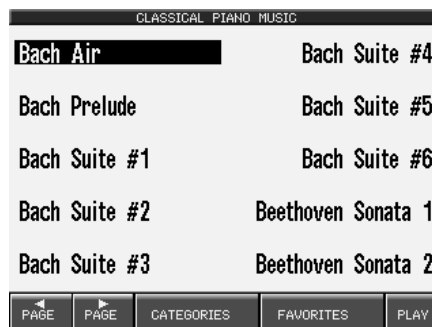 CLASSICAL PIANO MUSIC
Bach Air
Bach Prelude
Bach Suite #1
Bach Suite #2
Bach Suite #3
Bach Suite #4
Bach Suite #5
Bach Suite #6
Beethoven Sonata 1
Beethoven Sonata 2
PAGE
PAGE
CATEGORIES
FAVORITES
PLAY